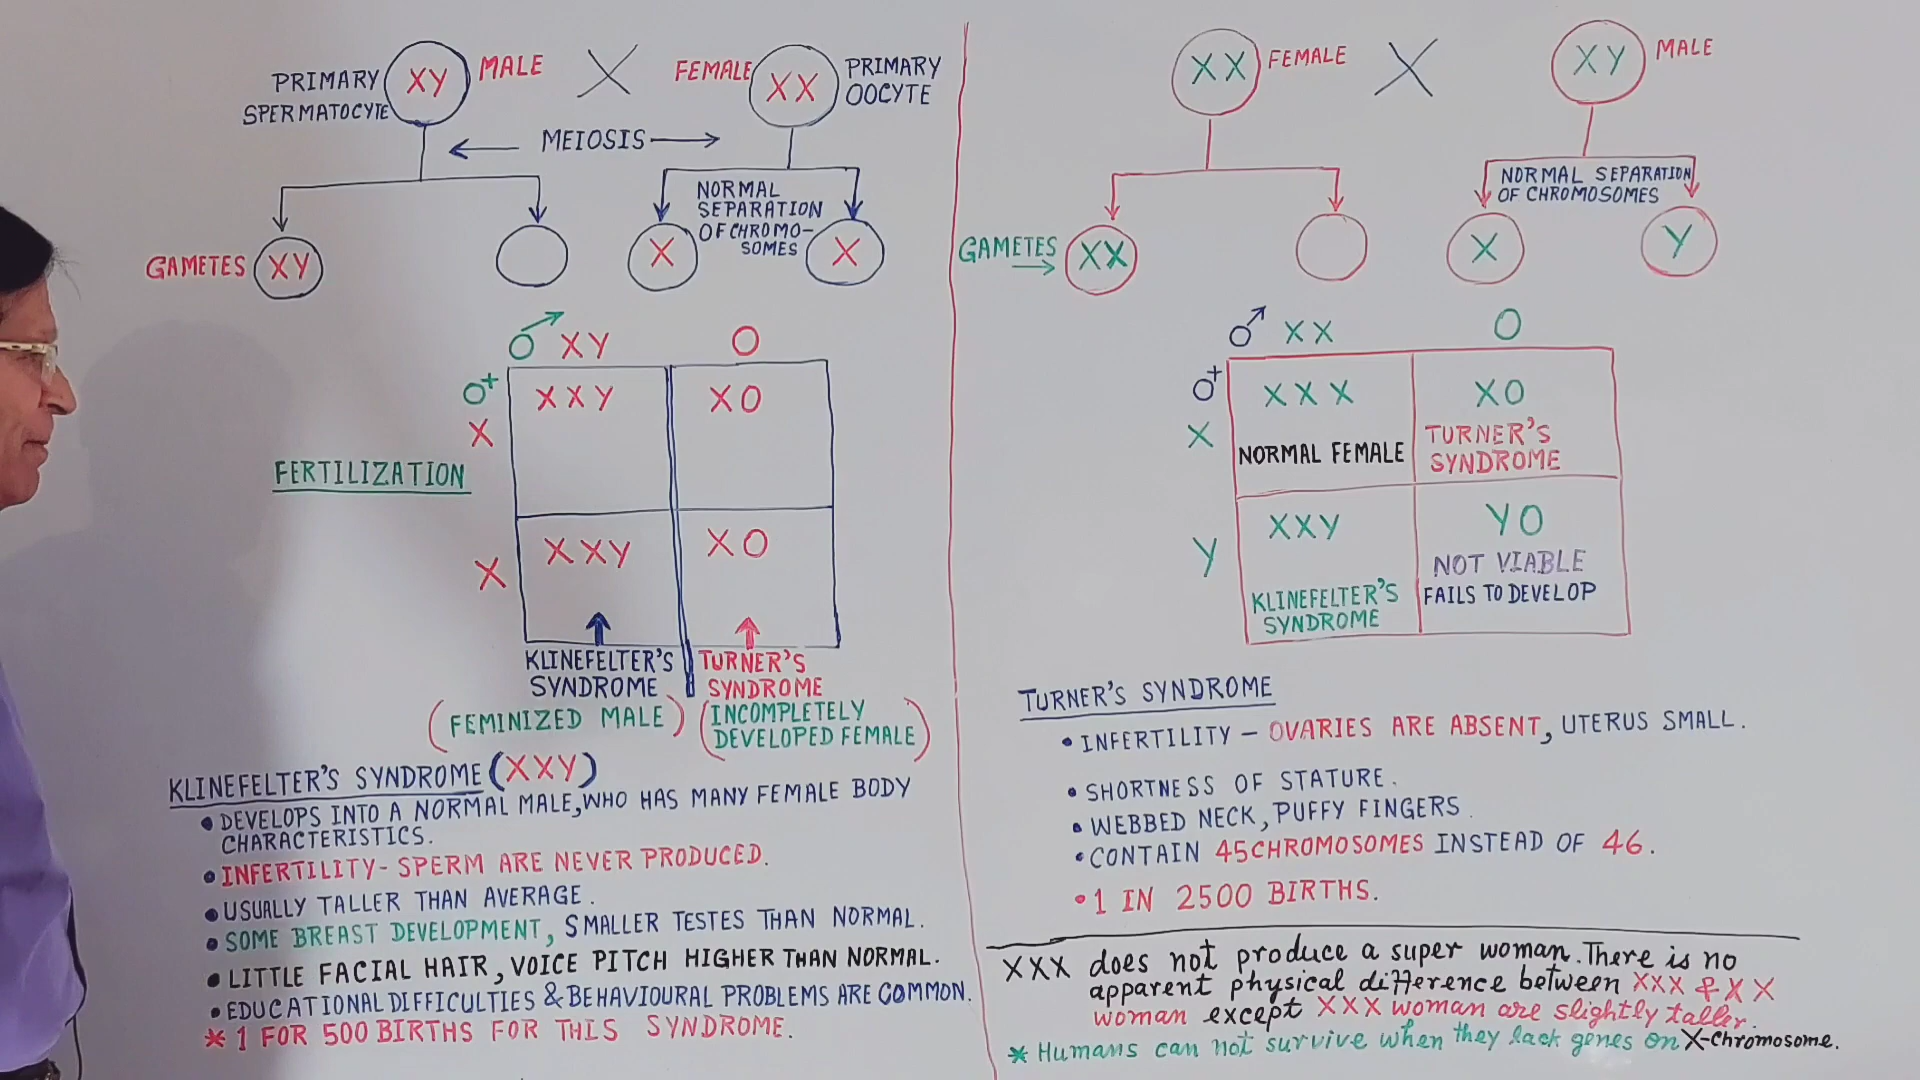 PRIMARY SPERMATOCYTE
XY
MALE
X
FEMALE
XX
PRIMARY OOCYTE
MEIOSIS
NORMAL
SEPARATION
OF CHROMO-
SOMES
GAMETES
XY
X
X
♂ XY
O
♀
X
XXY
XO
FERTILIZATION
X
XXY
XO
KLINEFELTER'S
SYNDROME
(FEMINIZED MALE)
TURNER'S
SYNDROME
(INCOMPLETELY
DEVELOPED FEMALE)
KLINEFELTER'S SYNDROME (XXY)
• DEVELOPS INTO A NORMAL MALE, WHO HAS MANY FEMALE BODY
CHARACTERISTICS.
• INFERTILITY - SPERM ARE NEVER PRODUCED.
• USUALLY TALLER THAN AVERAGE.
• SOME BREAST DEVELOPMENT, SMALLER TESTES THAN NORMAL.
• LITTLE FACIAL HAIR, VOICE PITCH HIGHER THAN NORMAL.
• EDUCATIONAL DIFFICULTIES & BEHAVIOURAL PROBLEMS ARE COMMON.
* 1 FOR 500 BIRTHS FOR THIS SYNDROME.
XX
FEMALE
X
XY
MALE
NORMAL SEPARATION
OF CHROMOSOMES
GAMETES →
XX
X
Y
♂ XX
O
♀
X
XXX
NORMAL FEMALE
XO
TURNER'S
SYNDROME
Y
XXY
KLINEFELTER'S
SYNDROME
YO
NOT VIABLE
FAILS TO DEVELOP
TURNER'S SYNDROME
• INFERTILITY – OVARIES ARE ABSENT, UTERUS SMALL.
• SHORTNESS OF STATURE.
• WEBBED NECK, PUFFY FINGERS.
• CONTAIN 45 CHROMOSOMES INSTEAD OF 46.
• 1 IN 2500 BIRTHS.
XXX does not produce a super woman. There is no
apparent physical difference between XXX & XX
woman except XXX woman are slightly taller.
* Humans can not survive when they lack genes on X-chromosome.